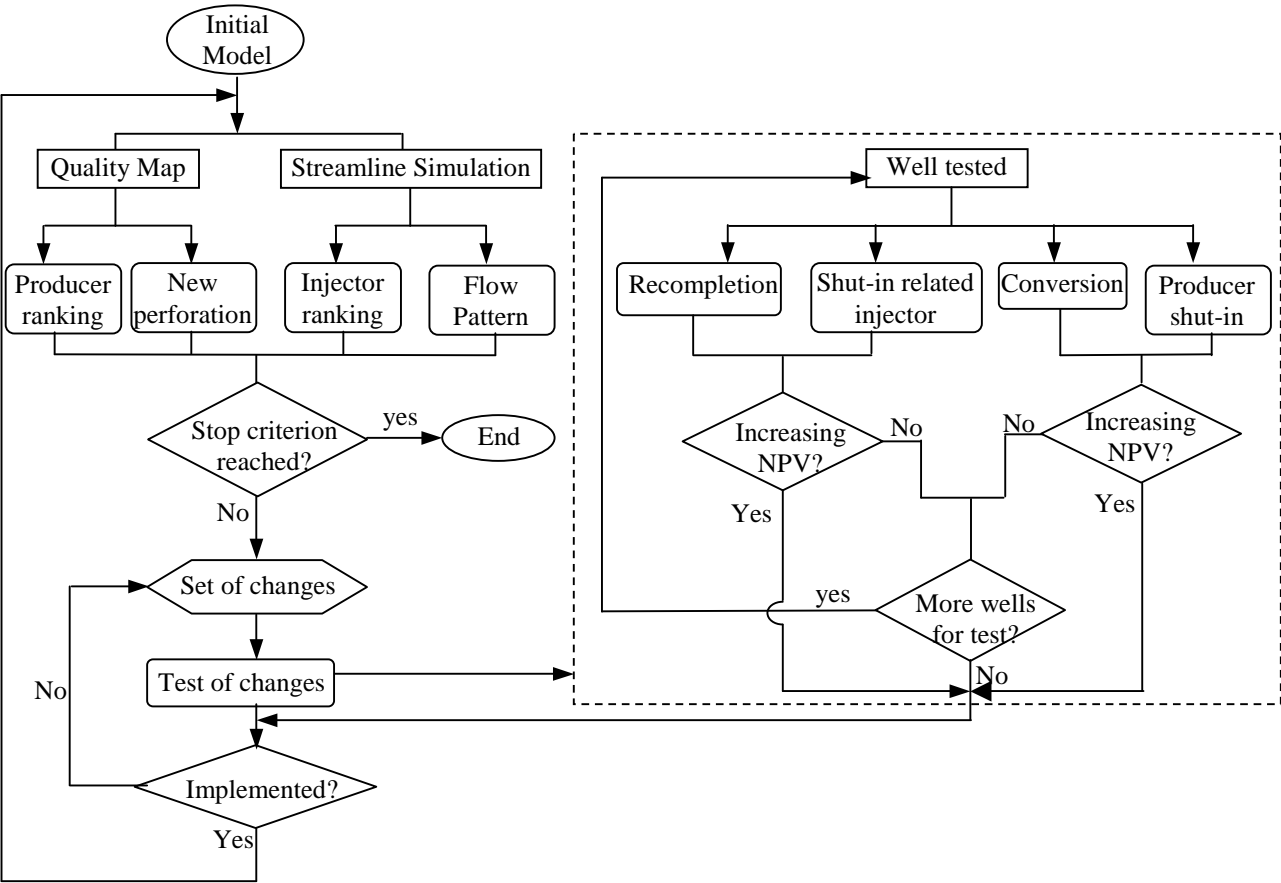 Initial
Model
Quality Map
Streamline Simulation
Producer
ranking
New
perforation
Injector
ranking
Flow
Pattern
Stop criterion
reached?
yes
End
No
Set of changes
Test of changes
No
Implemented?
Yes
Well tested
Recompletion
Shut-in related
injector
Conversion
Producer
shut-in
Increasing
NPV?
No
Yes
No
Increasing
NPV?
Yes
yes
More wells
for test?
No